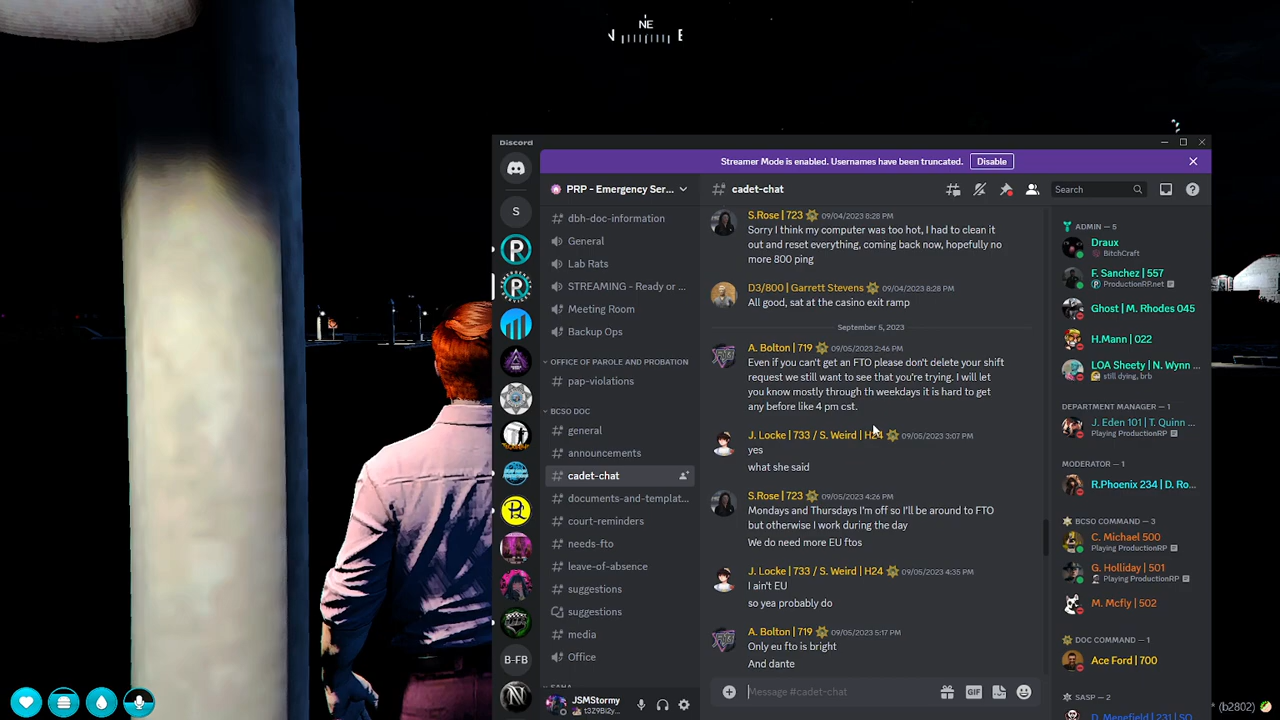 NE
N
E
Discord
Streamer Mode is enabled. Usernames have been truncated.
Disable
PRP - Emergency Ser...
dbh-doc-information
General
Lab Rats
STREAMING - Ready or ...
Meeting Room
Backup Ops
OFFICE OF PAROLE AND PROBATION
pap-violations
BCSO DOC
general
announcements
cadet-chat
documents-and-templat...
court-reminders
needs-fto
leave-of-absence
suggestions
suggestions
media
Office
JSMStormy
S
B-FB
cadet-chat
Search
S.Rose | 723 09/04/2023 8:28 PM
Sorry I think my computer was too hot, I had to clean it
out and reset everything, coming back now, hopefully no
more 800 ping
D3/800 | Garrett Stevens 09/04/2023 8:28 PM
All good, sat at the casino exit ramp
September 5, 2023
A. Bolton | 719 09/05/2023 2:46 PM
Even if you can't get an FTO please don't delete your shift
request we still want to see that you're trying. I will let
you know mostly through th weekdays it is hard to get
any before like 4 pm cst.
J. Locke | 733 / S. Weird | H24 09/05/2023 3:07 PM
yes
what she said
S.Rose | 723 09/05/2023 4:26 PM
Mondays and Thursdays I'm off so I'll be around to FTO
but otherwise I work during the day
We do need more EU ftos
J. Locke | 733 / S. Weird | H24 09/05/2023 4:35 PM
I ain't EU
so yea probably do
A. Bolton | 719 09/05/2023 5:17 PM
Only eu fto is bright
And dante
Message #cadet-chat
GIF
ADMIN — 5
Draux
BitchCraft
F. Sanchez | 557
ProductionRP.net
Ghost | M. Rhodes 045
H.Mann | 022
LOA Sheety | N. Wynn ...
still dying, brb
DEPARTMENT MANAGER — 1
J. Eden 101 | T. Quinn ...
Playing ProductionRP
MODERATOR — 1
R.Phoenix 234 | D. Ro...
BCSO COMMAND — 3
C. Michael 500
Playing ProductionRP
G. Holliday | 501
Playing ProductionRP
M. Mcfly | 502
DOC COMMAND — 1
Ace Ford | 700
SASP — 2
(b2802)